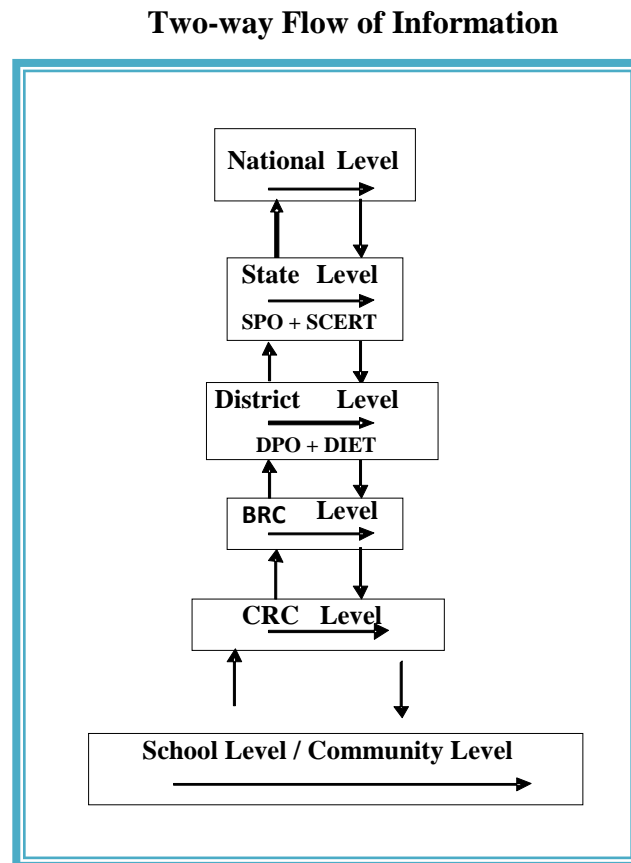 Two-way Flow of Information
National Level
State Level
SPO + SCERT
District Level
DPO + DIET
BRC Level
CRC Level
School Level / Community Level